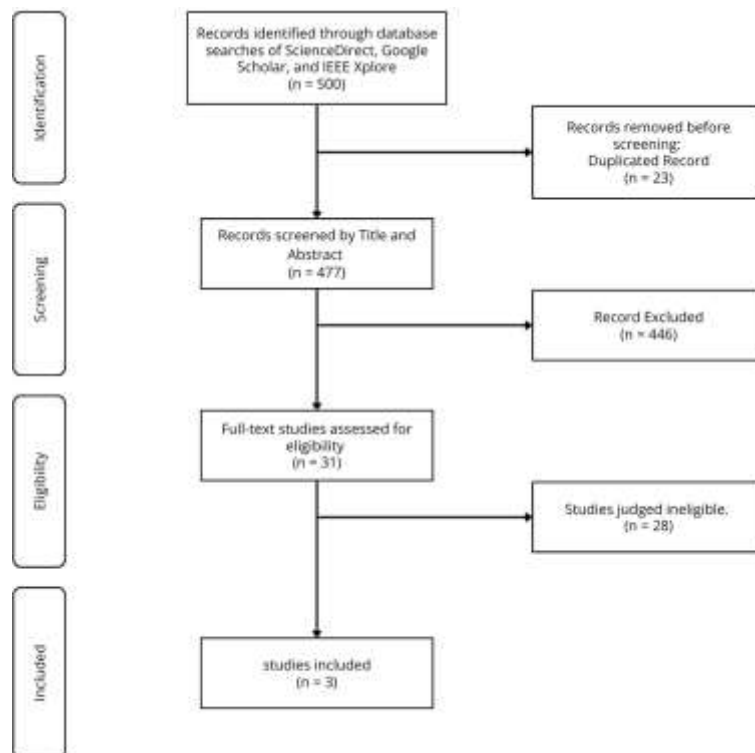 Identification
Records identified through database
searches of ScienceDirect, Google
Scholar, and IEEE Xplore
(n = 500)
Records removed before
screening:
Duplicated Record
(n = 23)
Screening
Records screened by Title and
Abstract
(n = 477)
Record Excluded
(n = 446)
Eligibility
Full-text studies assessed for
eligibility
(n = 31)
Studies judged ineligible.
(n = 28)
Included
studies included
(n = 3)